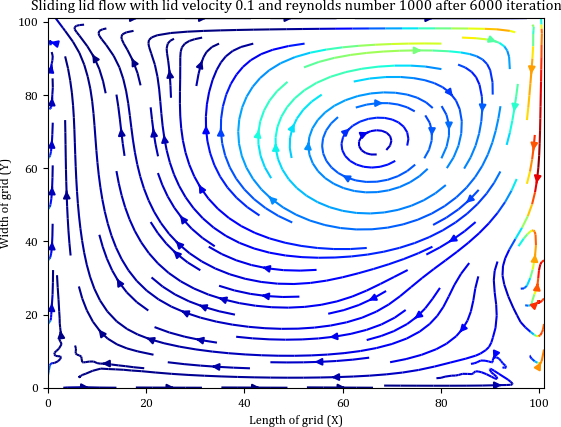 Sliding lid flow with lid velocity 0.1 and reynolds number 1000 after 6000 iteration
100
80
60
40
20
0
Width of grid (Y)
0 20 40 60 80 100
Length of grid (X)